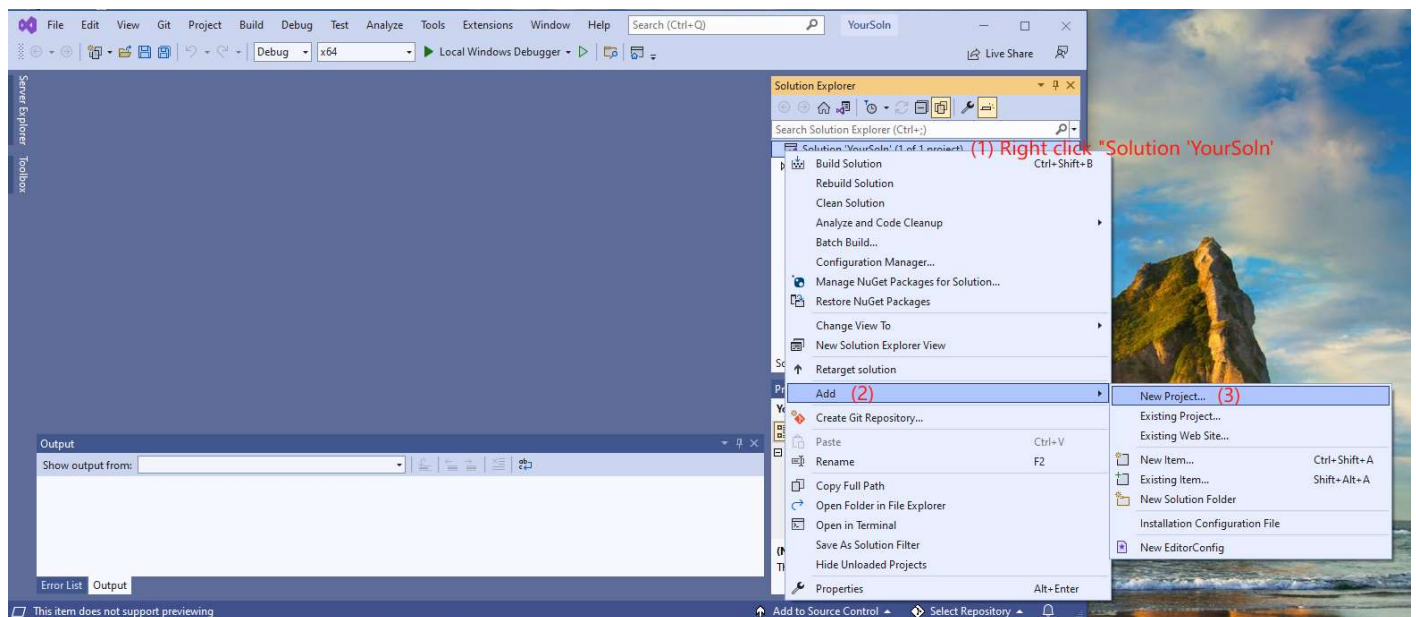 File Edit View Git Project Build Debug Test Analyze Tools Extensions Window Help Search (Ctrl+Q) YourSoln
Debug x64 Local Windows Debugger Live Share
Server Explorer
Toolbox
Solution Explorer
Search Solution Explorer (Ctrl+;)
Solution 'YourSoln' (1 of 1 project) (1) Right click "Solution 'YourSoln'
Build Solution Ctrl+Shift+B
Rebuild Solution
Clean Solution
Analyze and Code Cleanup
Batch Build...
Configuration Manager...
Manage NuGet Packages for Solution...
Restore NuGet Packages
Change View To
New Solution Explorer View
Retarget solution
Add (2)
Create Git Repository...
Paste Ctrl+V
Rename F2
Copy Full Path
Open Folder in File Explorer
Open in Terminal
Save As Solution Filter
Hide Unloaded Projects
Properties Alt+Enter
New Project... (3)
Existing Project...
Existing Web Site...
New Item... Ctrl+Shift+A
Existing Item... Shift+Alt+A
New Solution Folder
Installation Configuration File
New EditorConfig
Output
Show output from:
Error List Output
This item does not support previewing Add to Source Control Select Repository